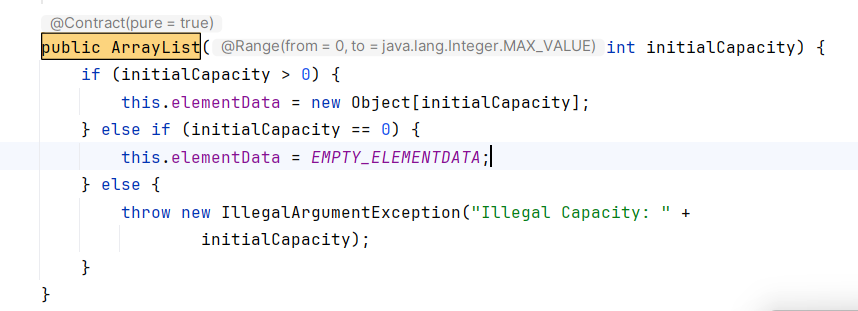 @Contract(pure = true)
public ArrayList( @Range(from = 0, to = java.lang.Integer.MAX_VALUE) int initialCapacity) {
    if (initialCapacity > 0) {
        this.elementData = new Object[initialCapacity];
    } else if (initialCapacity == 0) {
        this.elementData = EMPTY_ELEMENTDATA;
    } else {
        throw new IllegalArgumentException("Illegal Capacity: " +
                initialCapacity);
    }
}